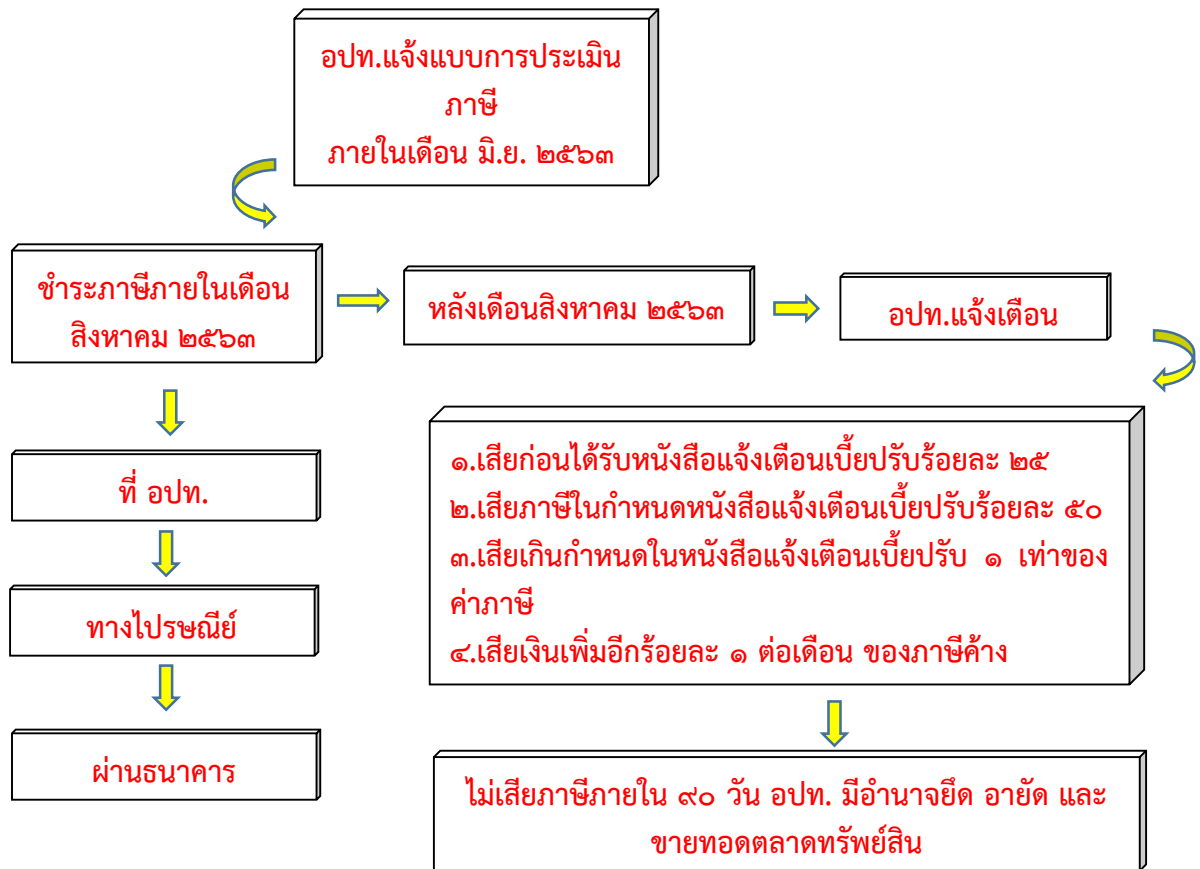 อปท.แจ้งแบบการประเมิน
ภาษี
ภายในเดือน มิ.ย. ๒๕๖๓
ชำระภาษีภายในเดือน
สิงหาคม ๒๕๖๓
หลังเดือนสิงหาคม ๒๕๖๓
อปท.แจ้งเตือน
ที่ อปท.
ทางไปรษณีย์
ผ่านธนาคาร
๑.เสียก่อนได้รับหนังสือแจ้งเตือนเบี้ยปรับร้อยละ ๒๕
๒.เสียภาษีในกำหนดหนังสือแจ้งเตือนเบี้ยปรับร้อยละ ๕๐
๓.เสียเกินกำหนดในหนังสือแจ้งเตือนเบี้ยปรับ ๑ เท่าของ
ค่าภาษี
๔.เสียเงินเพิ่มอีกร้อยละ ๑ ต่อเดือน ของภาษีค้าง
ไม่เสียภาษีภายใน ๙๐ วัน อปท. มีอำนาจยึด อายัด และ
ขายทอดตลาดทรัพย์สิน